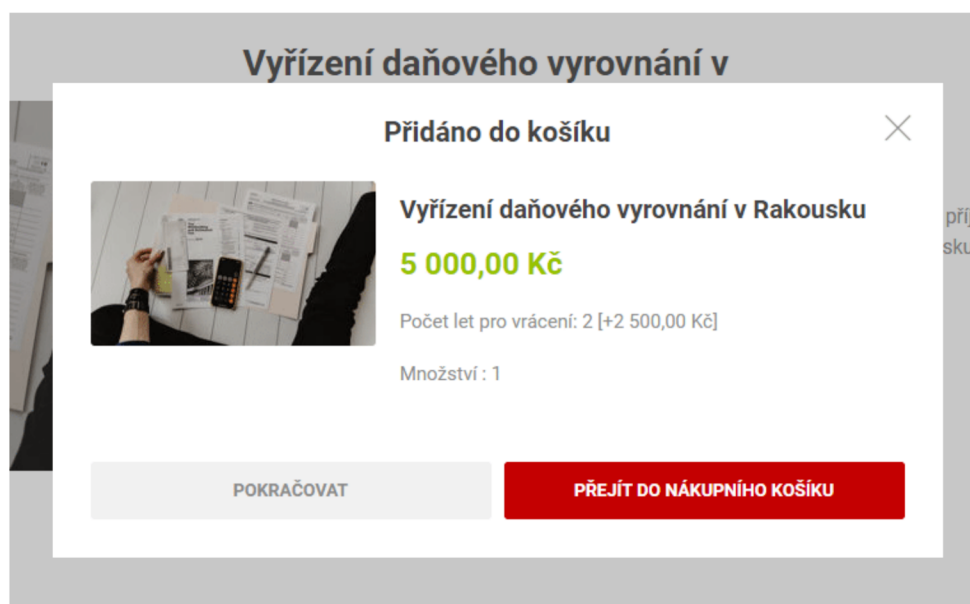 Vyřízení daňového vyrovnání v
Přidáno do košíku
Vyřízení daňového vyrovnání v Rakousku
5 000,00 Kč
Počet let pro vrácení: 2 [+2 500,00 Kč]
Množství : 1
POKRAČOVAT
PŘEJÍT DO NÁKUPNÍHO KOŠÍKU